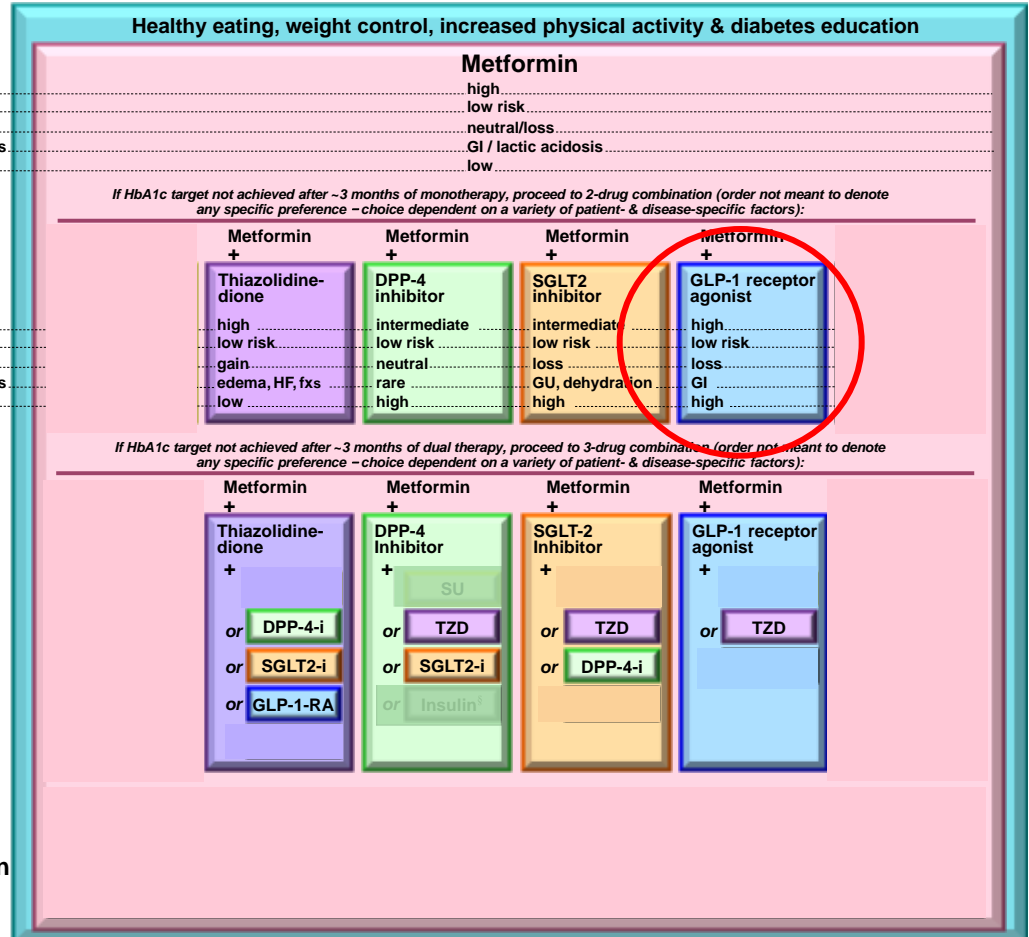 Healthy eating, weight control, increased physical activity & diabetes education
Metformin
high
low risk
neutral/loss
s GI / lactic acidosis
low
If HbA1c target not achieved after ~3 months of monotherapy, proceed to 2-drug combination (order not meant to denote
any specific preference – choice dependent on a variety of patient- & disease-specific factors):
Metformin Metformin Metformin Metformin
+ + + +
Thiazolidine- DPP-4 SGLT2 GLP-1 receptor
dione inhibitor inhibitor agonist
high intermediate intermediate high
low risk low risk low risk low risk
gain neutral loss loss
s edema, HF, fxs rare GU, dehydration GI
low high high high
If HbA1c target not achieved after ~3 months of dual therapy, proceed to 3-drug combination (order not meant to denote
any specific preference – choice dependent on a variety of patient- & disease-specific factors):
Metformin Metformin Metformin Metformin
+ + + +
Thiazolidine- DPP-4 SGLT-2 GLP-1 receptor
dione Inhibitor Inhibitor agonist
+ + + +
SU
or DPP-4-i or TZD or TZD or TZD
or SGLT2-i or SGLT2-i or DPP-4-i
or GLP-1-RA or Insulin§
n